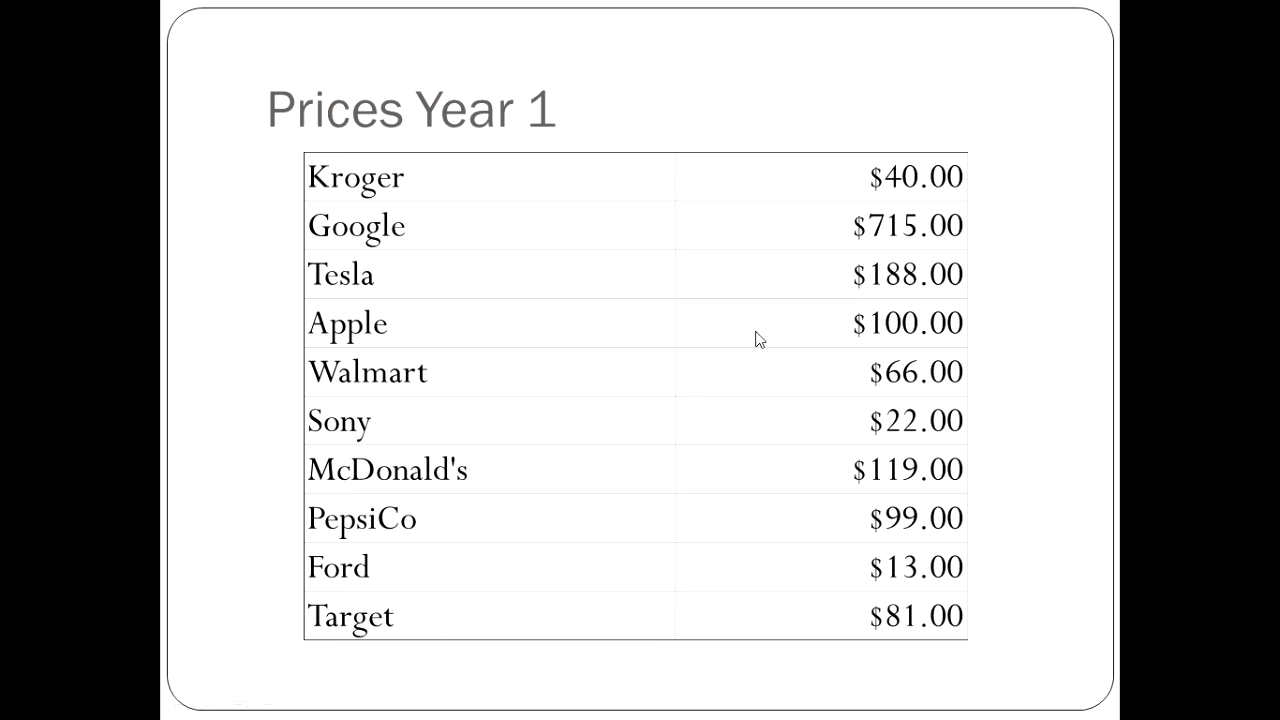 Prices Year 1
Kroger $40.00
Google $715.00
Tesla $188.00
Apple $100.00
Walmart $66.00
Sony $22.00
McDonald's $119.00
PepsiCo $99.00
Ford $13.00
Target $81.00